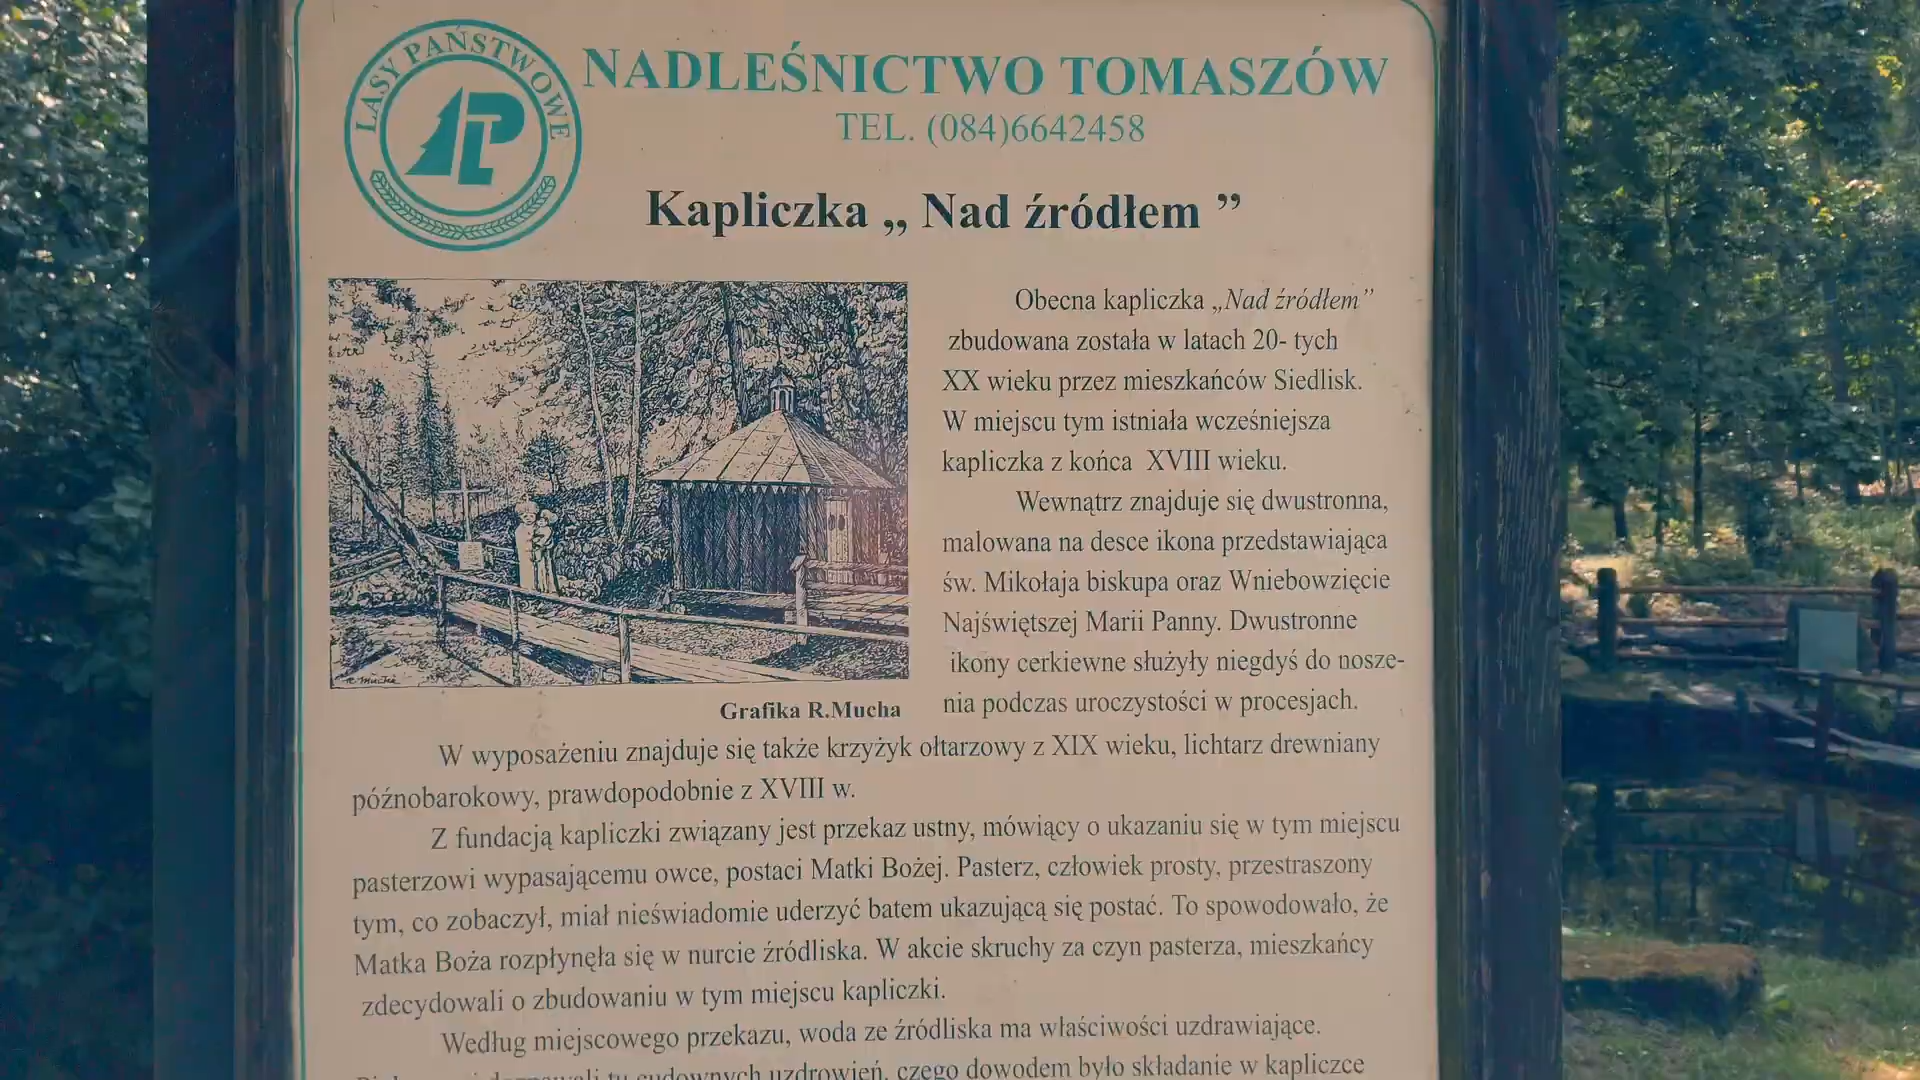 LASY PAŃSTWOWE
LP
NADLEŚNICTWO TOMASZÓW
TEL. (084)6642458
Kapliczka „ Nad źródłem ”
Obecna kapliczka „Nad źródłem”
zbudowana została w latach 20- tych
XX wieku przez mieszkańców Siedlisk.
W miejscu tym istniała wcześniejsza
kapliczka z końca XVIII wieku.
Wewnątrz znajduje się dwustronna,
malowana na desce ikona przedstawiająca
św. Mikołaja biskupa oraz Wniebowzięcie
Najświętszej Marii Panny. Dwustronne
ikony cerkiewne służyły niegdyś do nosze-
nia podczas uroczystości w procesjach.
R. Mucha
Grafika R.Mucha
W wyposażeniu znajduje się także krzyżyk ołtarzowy z XIX wieku, lichtarz drewniany
późnobarokowy, prawdopodobnie z XVIII w.
Z fundacją kapliczki związany jest przekaz ustny, mówiący o ukazaniu się w tym miejscu
pasterzowi wypasającemu owce, postaci Matki Bożej. Pasterz, człowiek prosty, przestraszony
tym, co zobaczył, miał nieświadomie uderzyć batem ukazującą się postać. To spowodowało, że
Matka Boża rozpłynęła się w nurcie źródliska. W akcie skruchy za czyn pasterza, mieszkańcy
zdecydowali o zbudowaniu w tym miejscu kapliczki.
Według miejscowego przekazu, woda ze źródliska ma właściwości uzdrawiające.
tu cudownych uzdrowień, czego dowodem było składanie w kapliczce